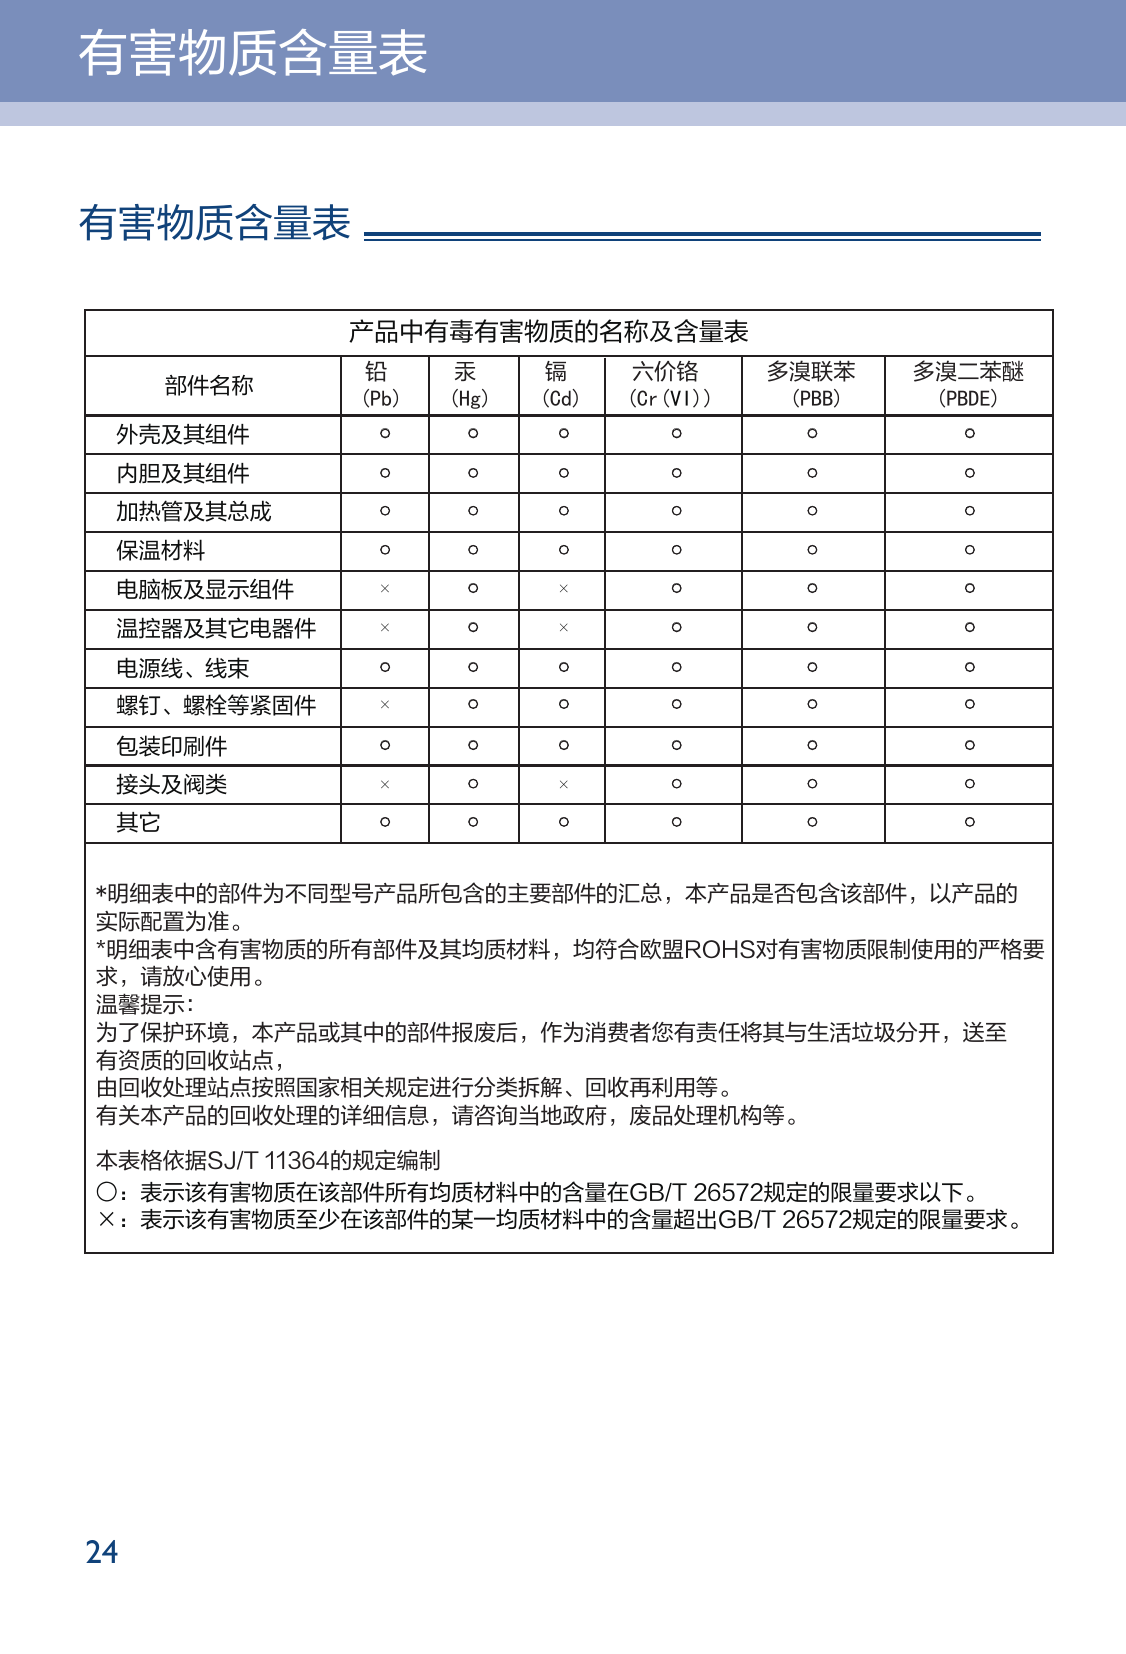 有害物质含量表
有害物质含量表
产品中有毒有害物质的名称及含量表
部件名称 铅(Pb) 汞(Hg) 镉(Cd) 六价铬(Cr(VI)) 多溴联苯(PBB) 多溴二苯醚(PBDE)
外壳及其组件 ○ ○ ○ ○ ○ ○
内胆及其组件 ○ ○ ○ ○ ○ ○
加热管及其总成 ○ ○ ○ ○ ○ ○
保温材料 ○ ○ ○ ○ ○ ○
电脑板及显示组件 × ○ × ○ ○ ○
温控器及其它电器件 × ○ × ○ ○ ○
电源线、线束 ○ ○ ○ ○ ○ ○
螺钉、螺栓等紧固件 × ○ ○ ○ ○ ○
包装印刷件 ○ ○ ○ ○ ○ ○
接头及阀类 × ○ × ○ ○ ○
其它 ○ ○ ○ ○ ○ ○
*明细表中的部件为不同型号产品所包含的主要部件的汇总，本产品是否包含该部件，以产品的
实际配置为准。
*明细表中含有害物质的所有部件及其均质材料，均符合欧盟ROHS对有害物质限制使用的严格要
求，请放心使用。
温馨提示：
为了保护环境，本产品或其中的部件报废后，作为消费者您有责任将其与生活垃圾分开，送至
有资质的回收站点，
由回收处理站点按照国家相关规定进行分类拆解、回收再利用等。
有关本产品的回收处理的详细信息，请咨询当地政府，废品处理机构等。
本表格依据SJ/T 11364的规定编制
○：表示该有害物质在该部件所有均质材料中的含量在GB/T 26572规定的限量要求以下。
×：表示该有害物质至少在该部件的某一均质材料中的含量超出GB/T 26572规定的限量要求。
24